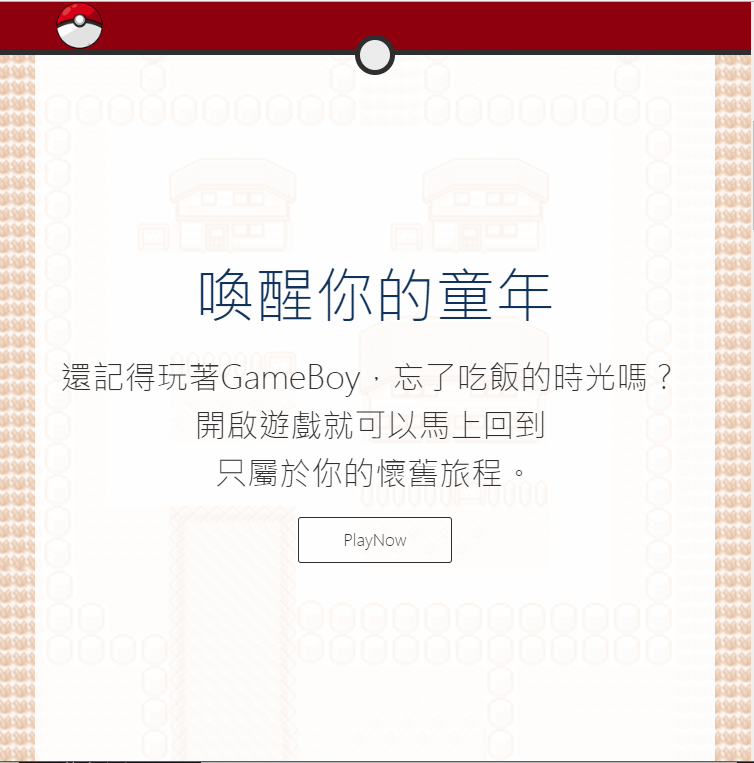 喚醒你的童年
還記得玩著GameBoy，忘了吃飯的時光嗎？
開啟遊戲就可以馬上回到
只屬於你的懷舊旅程。
PlayNow